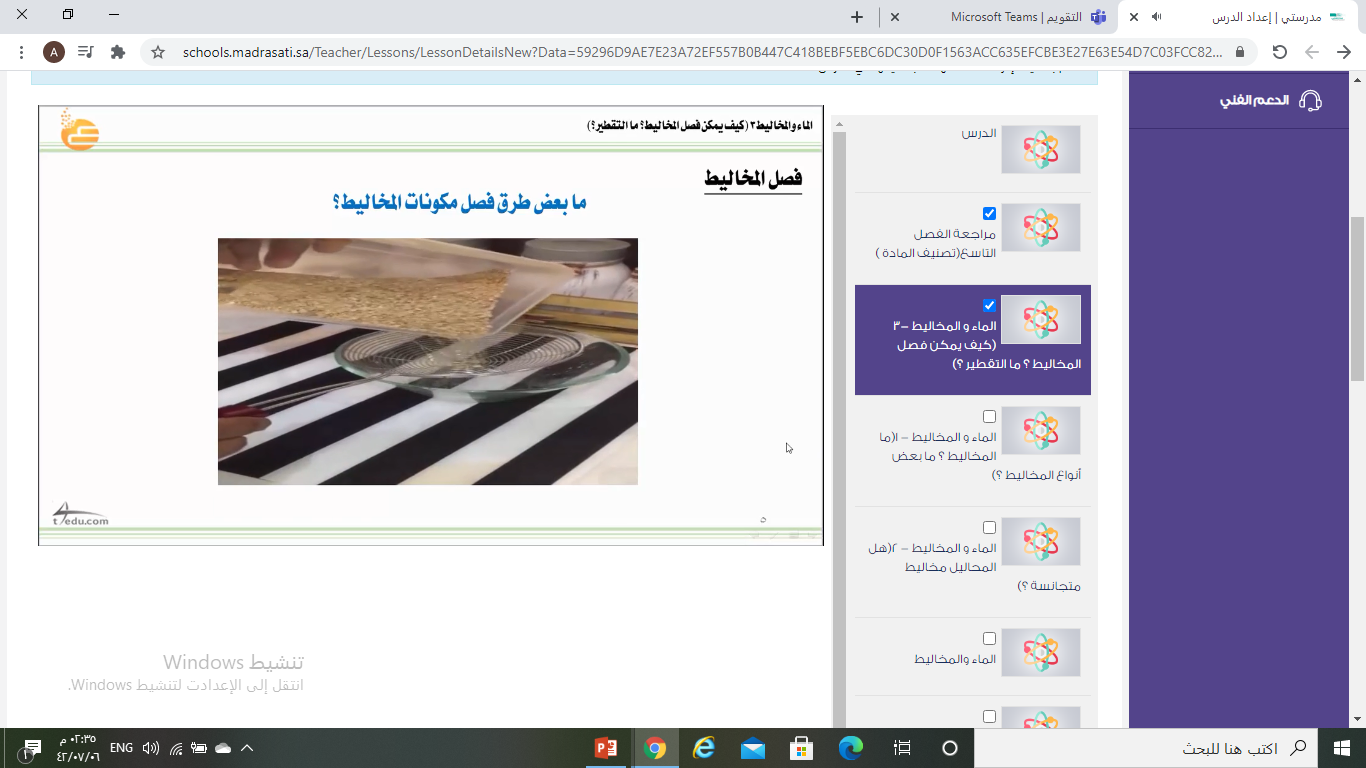 مدرستي | إعداد الدرس
التقويم | Microsoft Teams
schools.madrasati.sa/Teacher/Lessons/LessonDetailsNew?Data=59296D9AE7E23A72EF557B0B447C418BEBF5EBC6DC30D0F1563ACC635EFCBE3E27E63E54D7C03FCC82...
A
الدعم الفني
الدرس
مراجعة الفصل
التاسع(تصنيف المادة )
الماء و المخاليط -٣
(كيف يمكن فصل
المخاليط ؟ ما التقطير ؟)
الماء و المخاليط - ١(ما
المخاليط ؟ ما بعض
أنواع المخاليط ؟)
الماء و المخاليط - ٢(هل
المحاليل مخاليط
متجانسة ؟)
الماء والمخاليط
الماء والمخاليط٣ (كيف يمكن فصل المخاليط؟ ما التقطير؟)
فصل المخاليط
ما بعض طرق فصل مكونات المخاليط؟
t4edu.com
٥
تنشيط Windows
انتقل إلى الإعدادت لتنشيط Windows.
اكتب هنا للبحث
ENG
٠٢:٣٥ م
٤٢/٠٧/٠٦
١